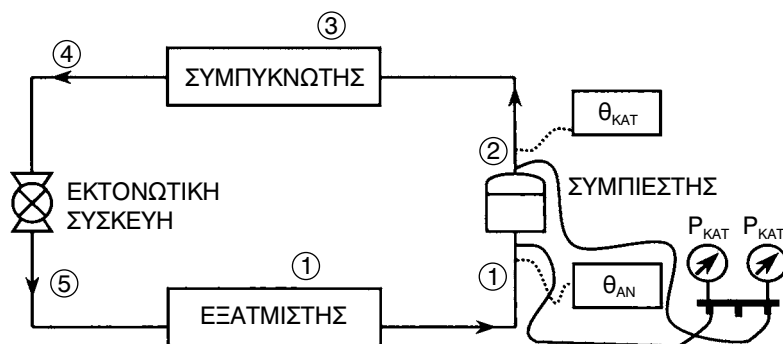 ③
④
ΣΥΜΠΥΚΝΩΤΗΣ
θΚΑΤ
②
ΕΚΤΟΝΩΤΙΚΗ
ΣΥΣΚΕΥΗ
ΣΥΜΠΙΕΣΤΗΣ
PΚΑΤ PΚΑΤ
①
①
⑤
θΑΝ
ΕΞΑΤΜΙΣΤΗΣ